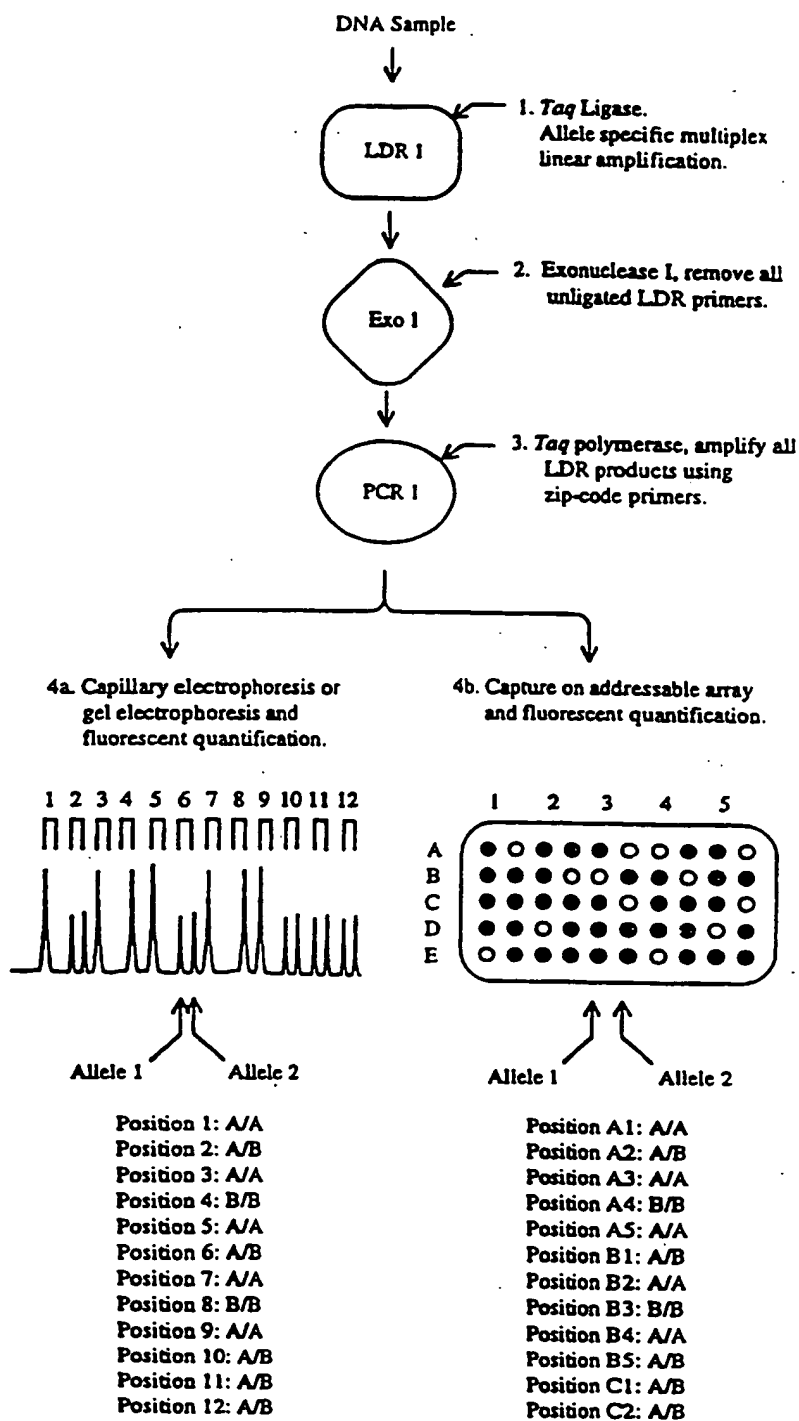 DNA Sample
LDR 1
1. Taq Ligase.
Allele specific multiplex
linear amplification.
Exo 1
2. Exonuclease I, remove all
unligated LDR primers.
PCR 1
3. Taq polymerase, amplify all
LDR products using
zip-code primers.
4a. Capillary electrophoresis or
gel electrophoresis and
fluorescent quantification.
1 2 3 4 5 6 7 8 9 10 11 12
Allele 1 Allele 2
Position 1: A/A
Position 2: A/B
Position 3: A/A
Position 4: B/B
Position 5: A/A
Position 6: A/B
Position 7: A/A
Position 8: B/B
Position 9: A/A
Position 10: A/B
Position 11: A/B
Position 12: A/B
4b. Capture on addressable array
and fluorescent quantification.
1 2 3 4 5
A
B
C
D
E
Allele 1 Allele 2
Position A1: A/A
Position A2: A/B
Position A3: A/A
Position A4: B/B
Position A5: A/A
Position B1: A/B
Position B2: A/A
Position B3: B/B
Position B4: A/A
Position B5: A/B
Position C1: A/B
Position C2: A/B